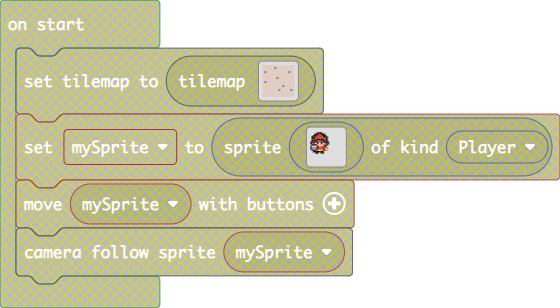 on start
set tilemap to tilemap
set mySprite to sprite of kind Player
move mySprite with buttons
camera follow sprite mySprite